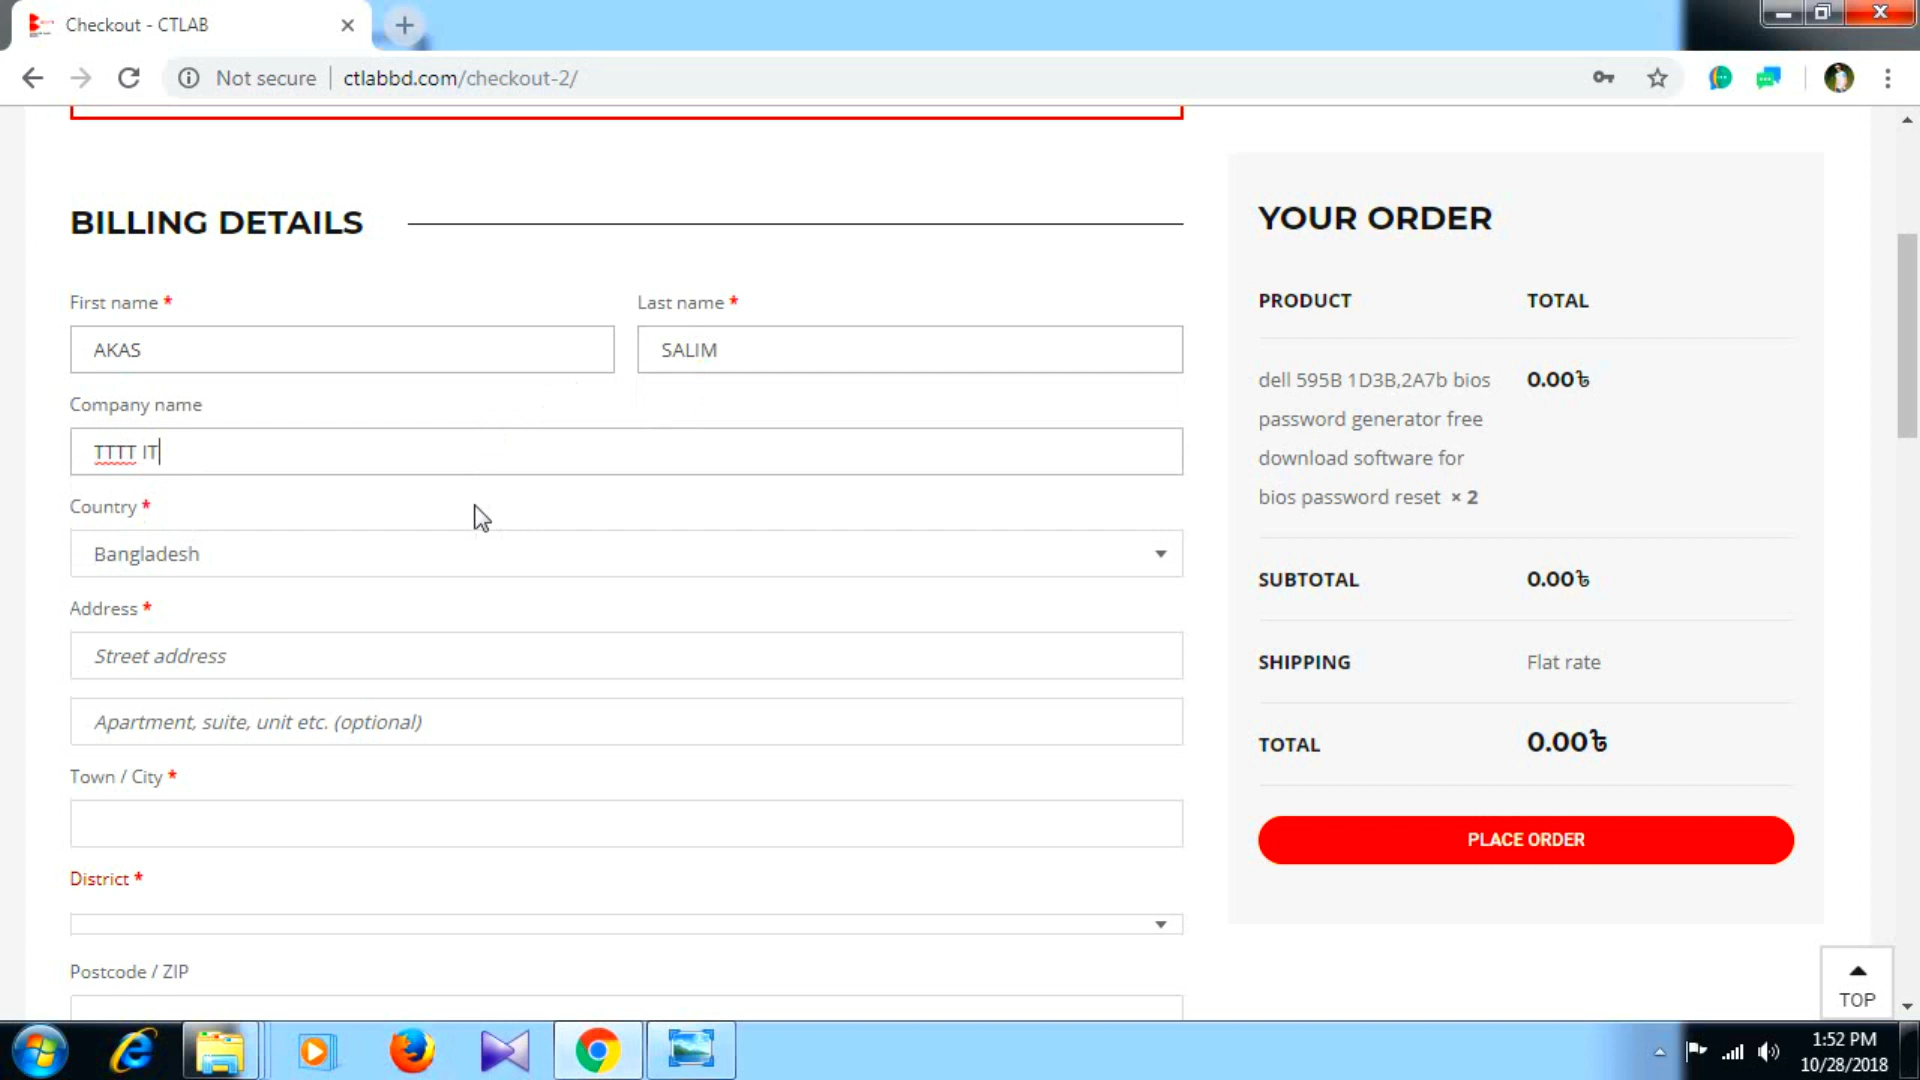 Checkout - CTLAB
Not secure
ctlabbd.com/checkout-2/
BILLING DETAILS
First name *
Last name *
AKAS
SALIM
Company name
TTTT IT
Country *
Bangladesh
Address *
Street address
Apartment, suite, unit etc. (optional)
Town / City *
District *
Postcode / ZIP
YOUR ORDER
PRODUCT TOTAL
dell 595B 1D3B,2A7b bios 0.00৳
password generator free
download software for
bios password reset × 2
SUBTOTAL 0.00৳
SHIPPING Flat rate
TOTAL 0.00৳
PLACE ORDER
TOP
1:52 PM
10/28/2018